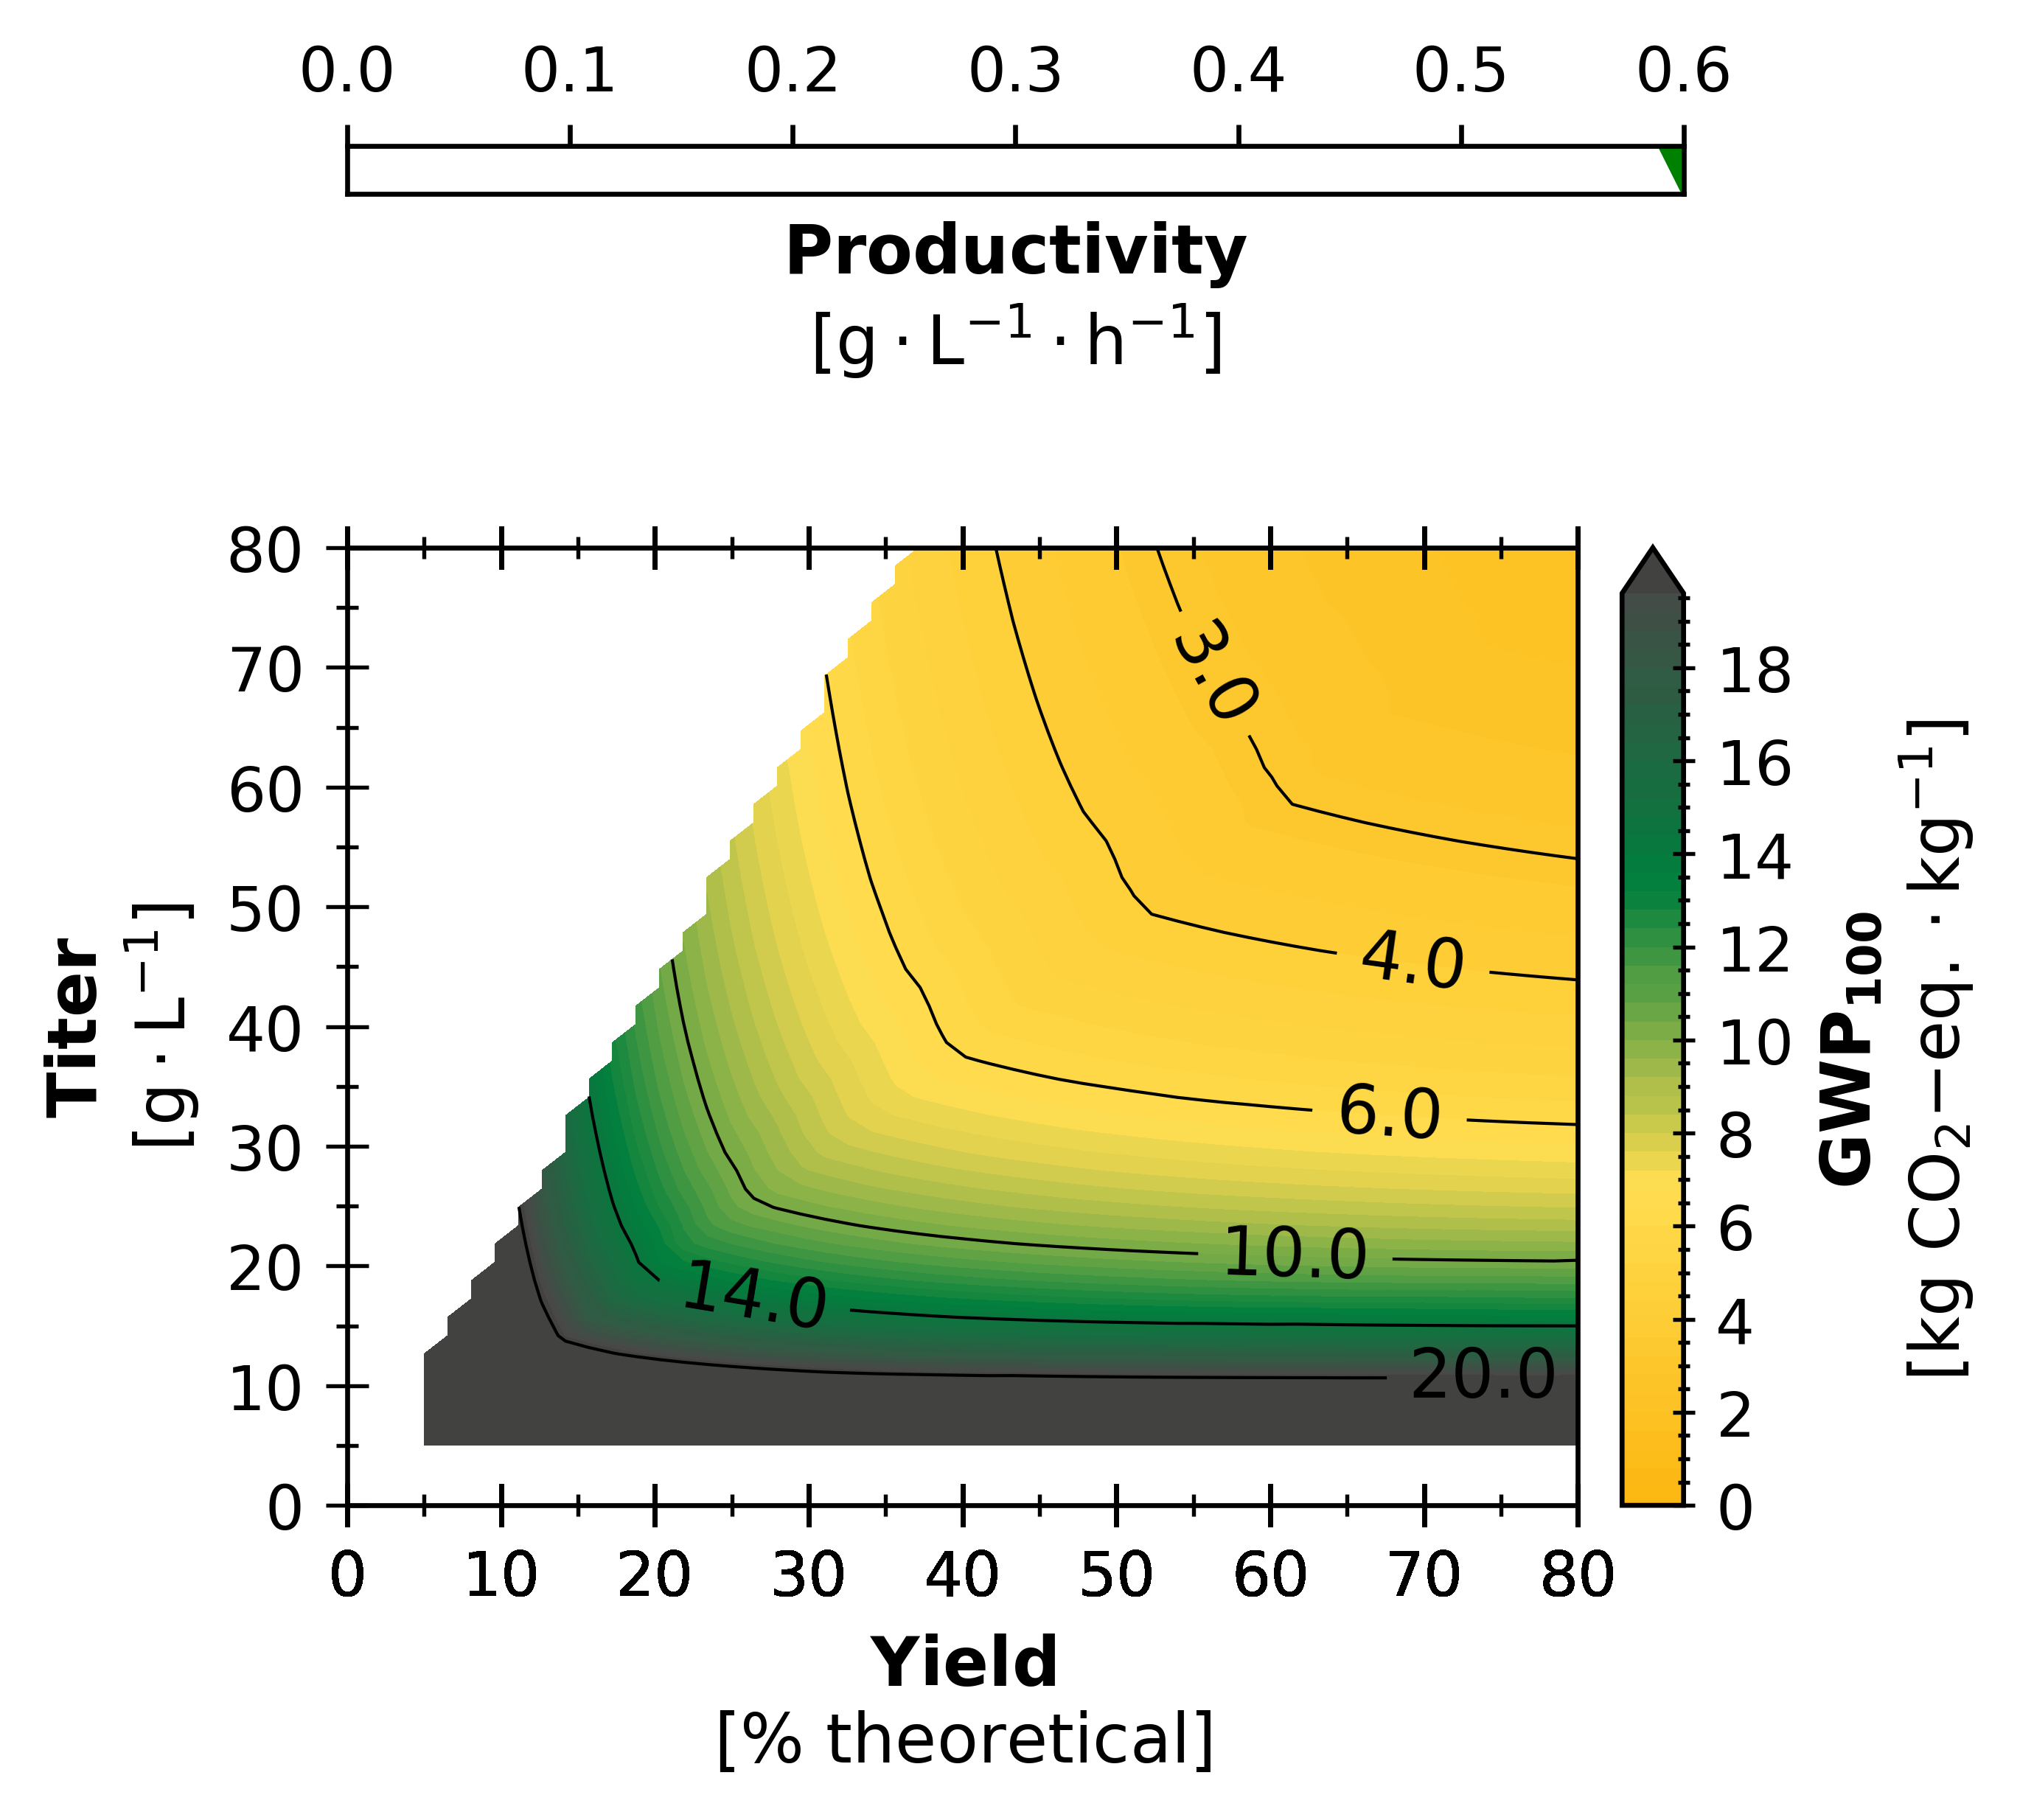 0.0 0.1 0.2 0.3 0.4 0.5 0.6
Productivity
[g · L⁻¹ · h⁻¹]
80
70
60
50
40
30
20
10
0
Titer
[g · L⁻¹]
3.0
4.0
6.0
10.0
14.0
20.0
18
16
14
12
10
8
6
4
2
0
GWP₁₀₀
[kg CO₂−eq. · kg⁻¹]
0 10 20 30 40 50 60 70 80
Yield
[% theoretical]